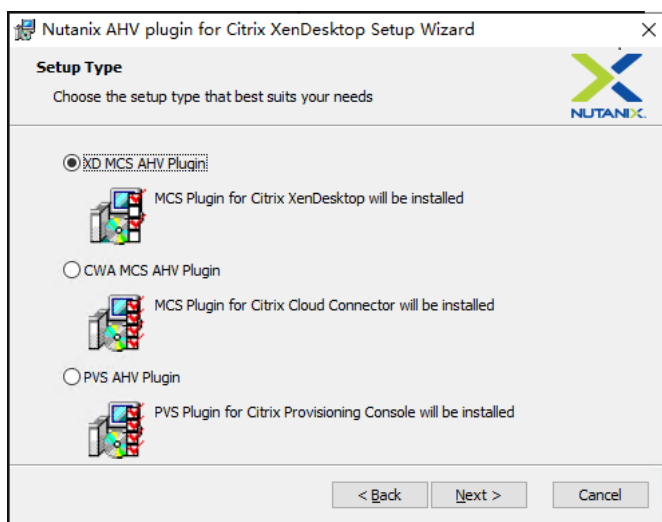 Nutanix AHV plugin for Citrix XenDesktop Setup Wizard
Setup Type
Choose the setup type that best suits your needs
NUTANIX.
XD MCS AHV Plugin
MCS Plugin for Citrix XenDesktop will be installed
CWA MCS AHV Plugin
MCS Plugin for Citrix Cloud Connector will be installed
PVS AHV Plugin
PVS Plugin for Citrix Provisioning Console will be installed
< Back Next > Cancel